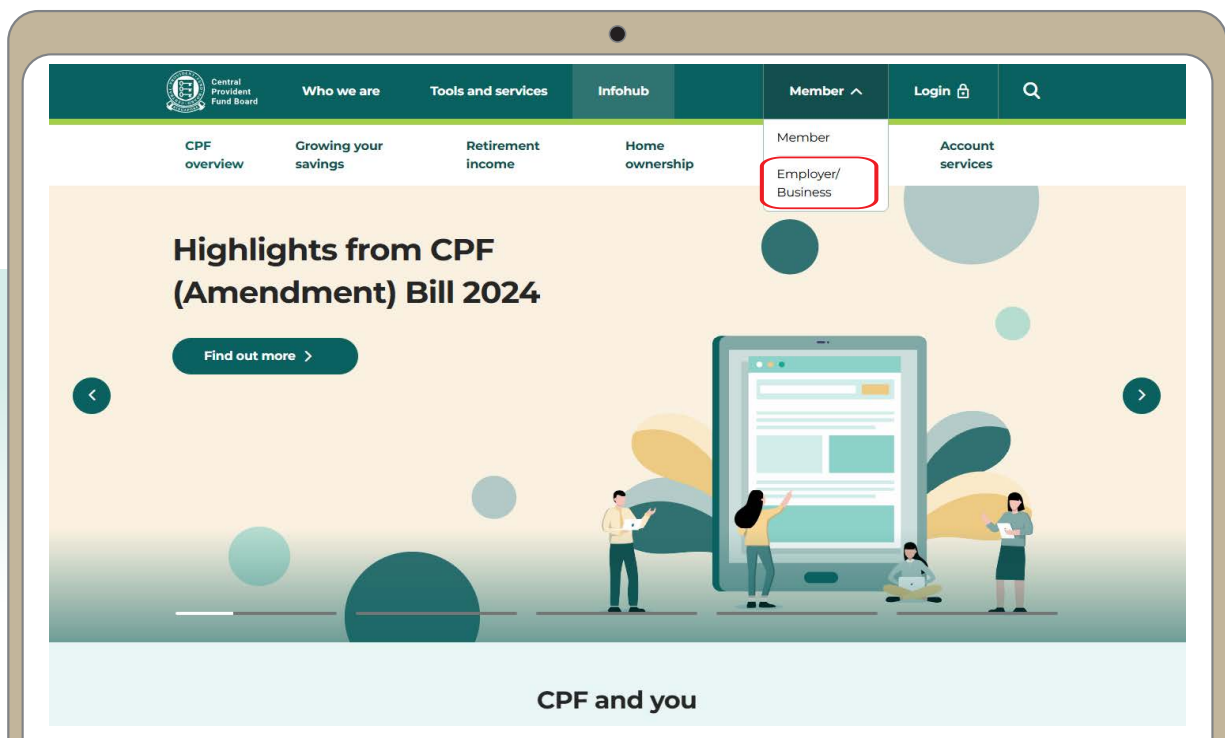 Central
Provident
Fund Board
Who we are
Tools and services
Infohub
Member
Login
CPF
overview
Growing your
savings
Retirement
income
Home
ownership
Member
Employer/
Business
Account
services
Highlights from CPF
(Amendment) Bill 2024
Find out more
CPF and you